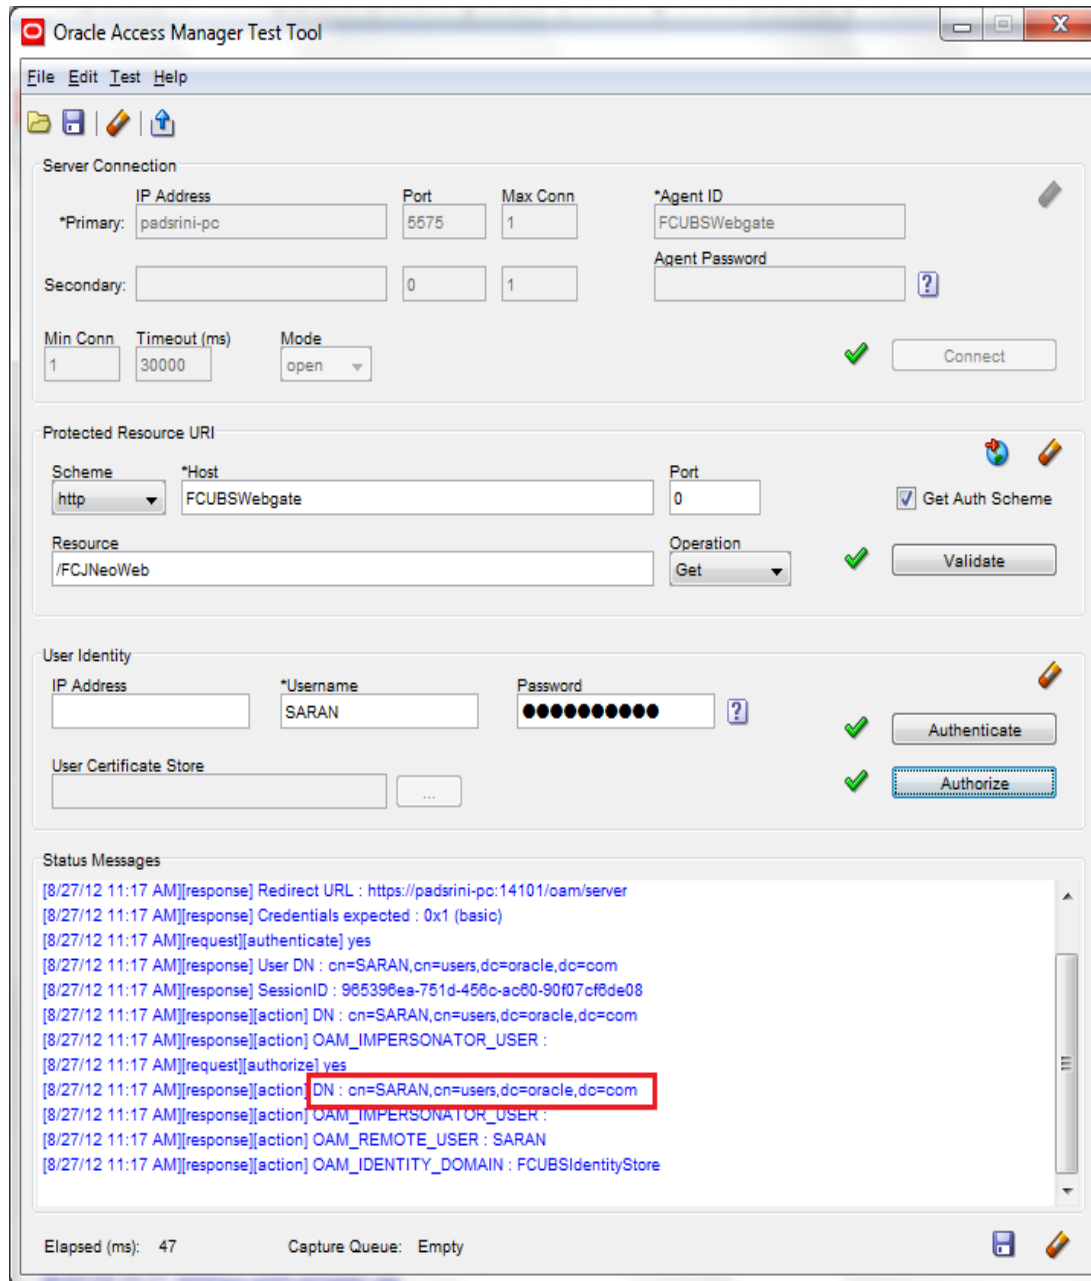 Oracle Access Manager Test Tool
File Edit Test Help
Server Connection
IP Address Port Max Conn *Agent ID
*Primary: padsrini-pc 5575 1 FCUBSWebgate
Agent Password
Secondary: 0 1
Min Conn Timeout (ms) Mode
1 30000 open Connect
Protected Resource URI
Scheme *Host Port
http FCUBSWebgate 0 Get Auth Scheme
Resource Operation
/FCJNeoWeb Get Validate
User Identity
IP Address *Username Password
SARAN ●●●●●●●●●●
Authenticate
User Certificate Store
... Authorize
Status Messages
[8/27/12 11:17 AM][response] Redirect URL : https://padsrini-pc:14101/oam/server
[8/27/12 11:17 AM][response] Credentials expected : 0x1 (basic)
[8/27/12 11:17 AM][request][authenticate] yes
[8/27/12 11:17 AM][response] User DN : cn=SARAN,cn=users,dc=oracle,dc=com
[8/27/12 11:17 AM][response] SessionID : 965396ea-751d-456c-ac60-90f07cf6de08
[8/27/12 11:17 AM][response][action] DN : cn=SARAN,cn=users,dc=oracle,dc=com
[8/27/12 11:17 AM][response][action] OAM_IMPERSONATOR_USER :
[8/27/12 11:17 AM][request][authorize] yes
[8/27/12 11:17 AM][response][action] DN : cn=SARAN,cn=users,dc=oracle,dc=com
[8/27/12 11:17 AM][response][action] OAM_IMPERSONATOR_USER :
[8/27/12 11:17 AM][response][action] OAM_REMOTE_USER : SARAN
[8/27/12 11:17 AM][response][action] OAM_IDENTITY_DOMAIN : FCUBSIdentityStore
Elapsed (ms): 47 Capture Queue: Empty